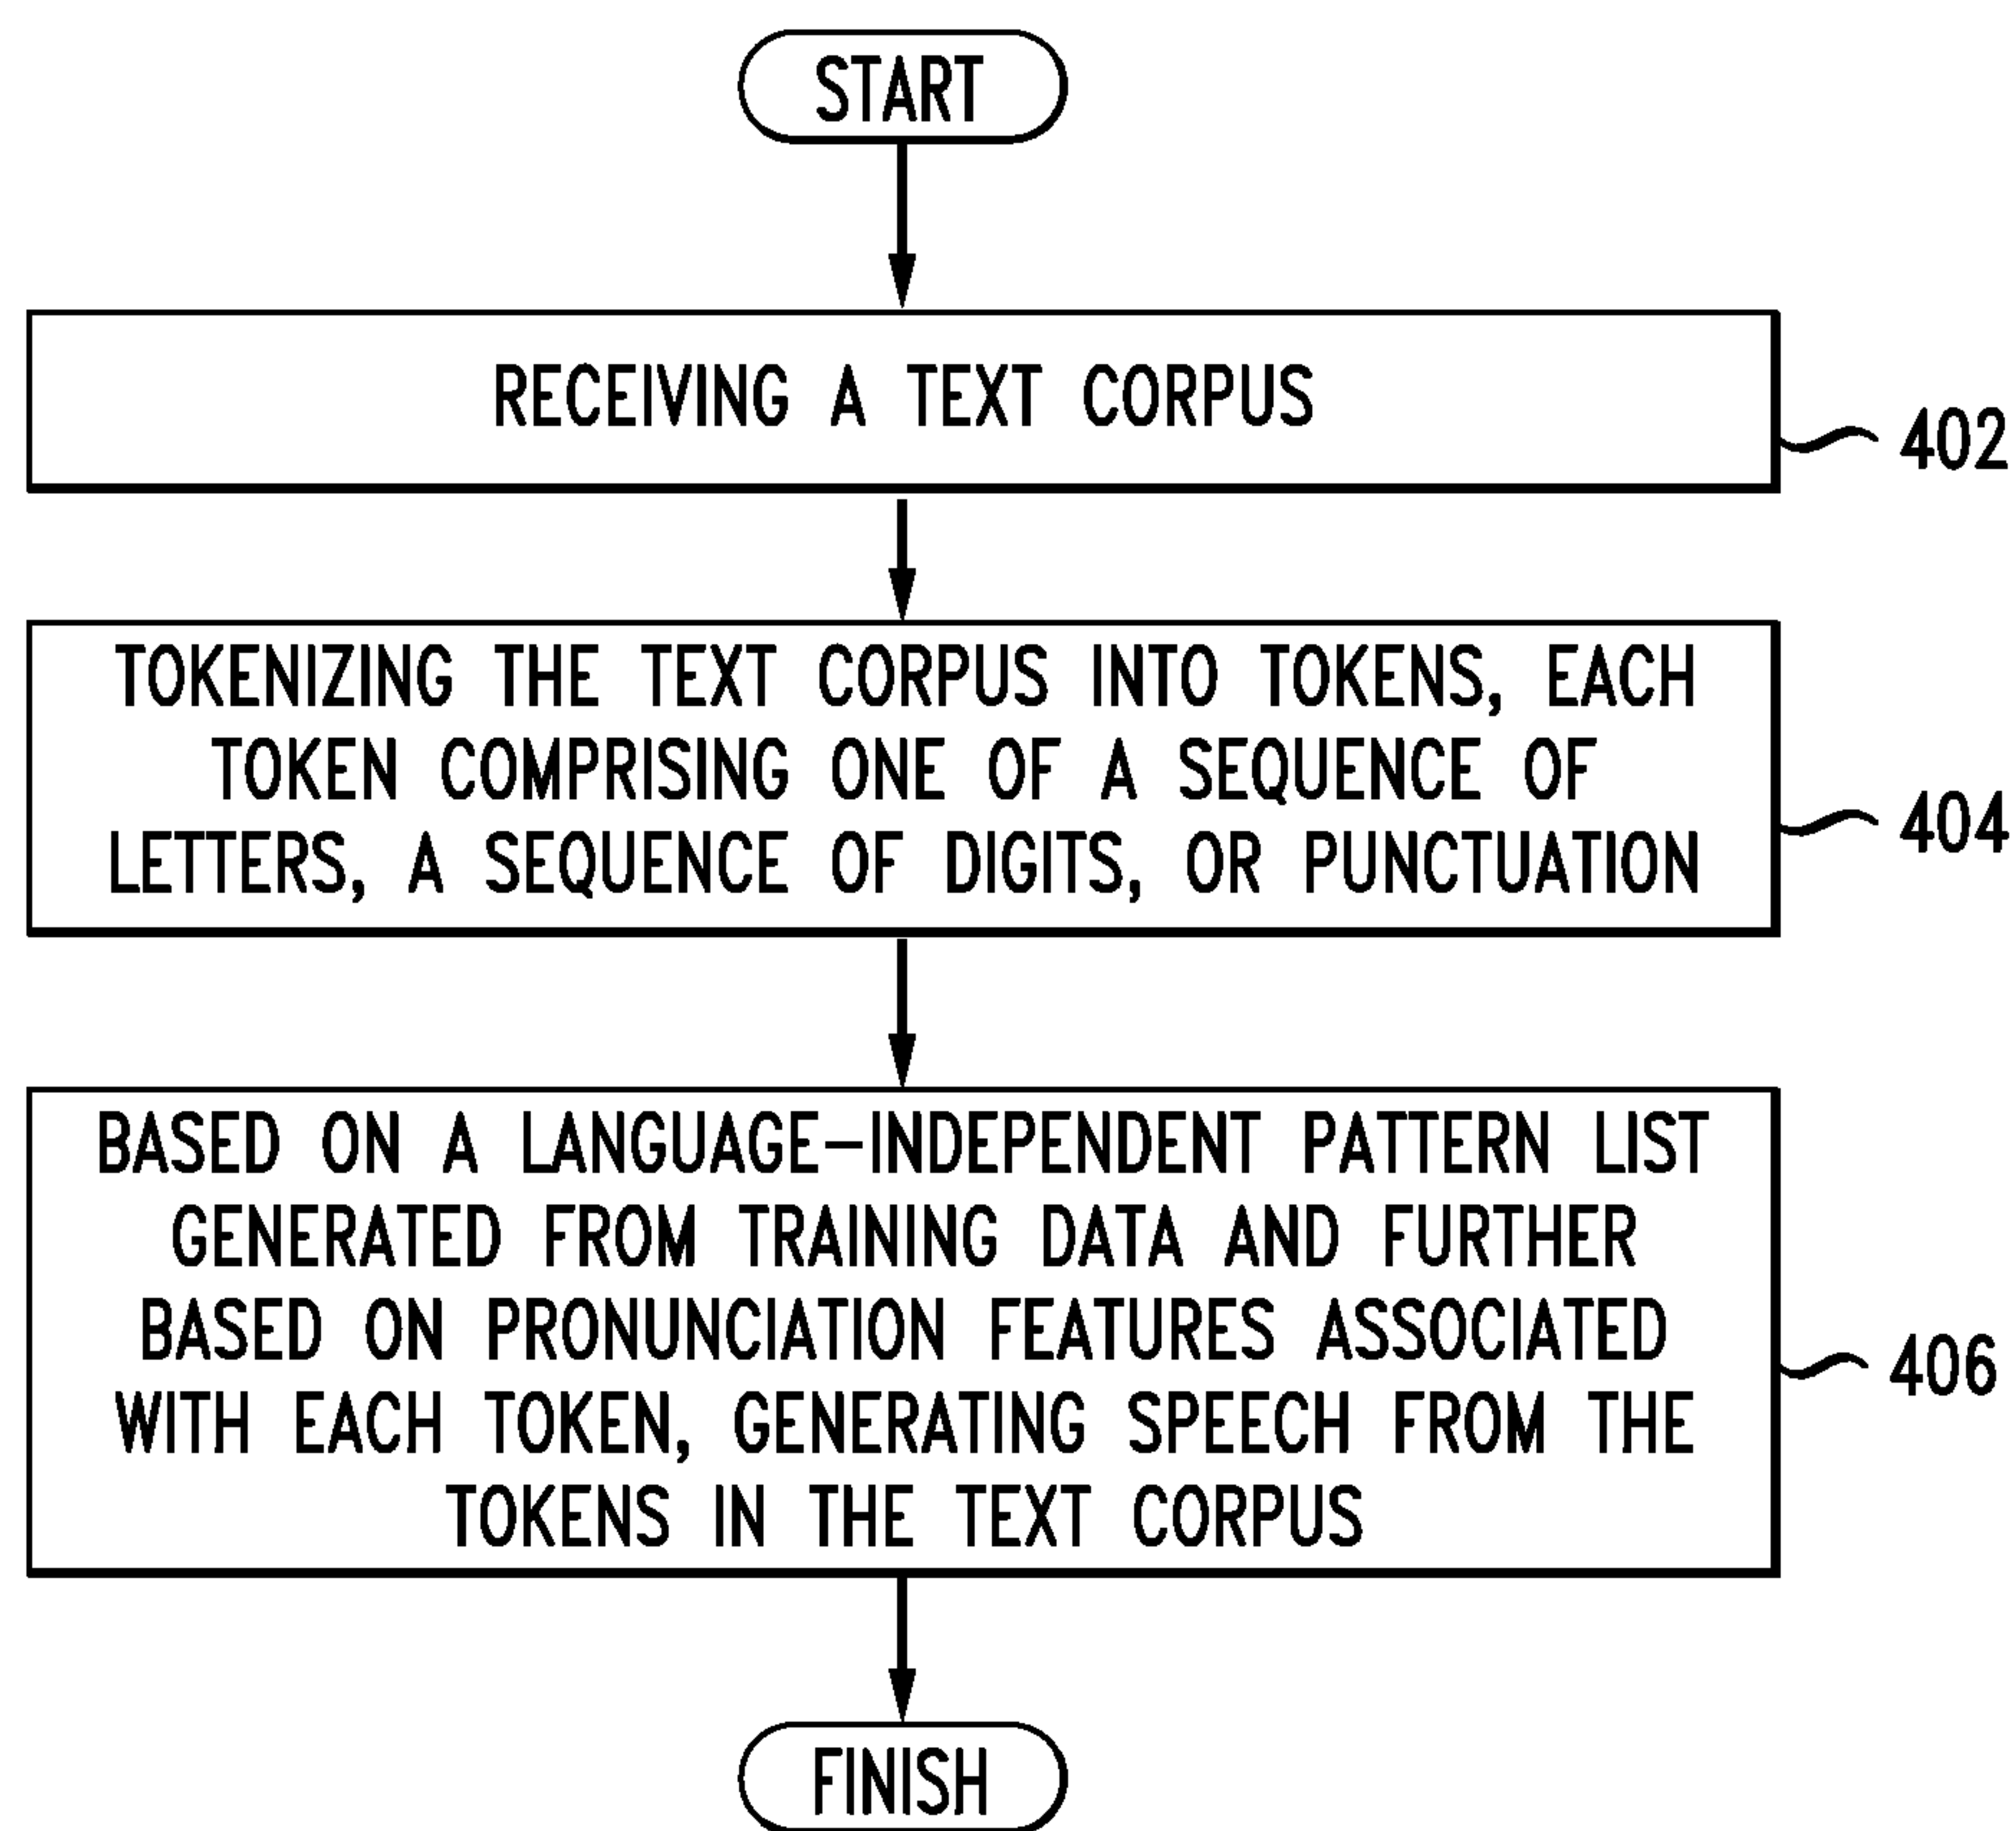 START
RECEIVING A TEXT CORPUS
402
TOKENIZING THE TEXT CORPUS INTO TOKENS, EACH
TOKEN COMPRISING ONE OF A SEQUENCE OF
LETTERS, A SEQUENCE OF DIGITS, OR PUNCTUATION
404
BASED ON A LANGUAGE-INDEPENDENT PATTERN LIST
GENERATED FROM TRAINING DATA AND FURTHER
BASED ON PRONUNCIATION FEATURES ASSOCIATED
WITH EACH TOKEN, GENERATING SPEECH FROM THE
TOKENS IN THE TEXT CORPUS
406
FINISH